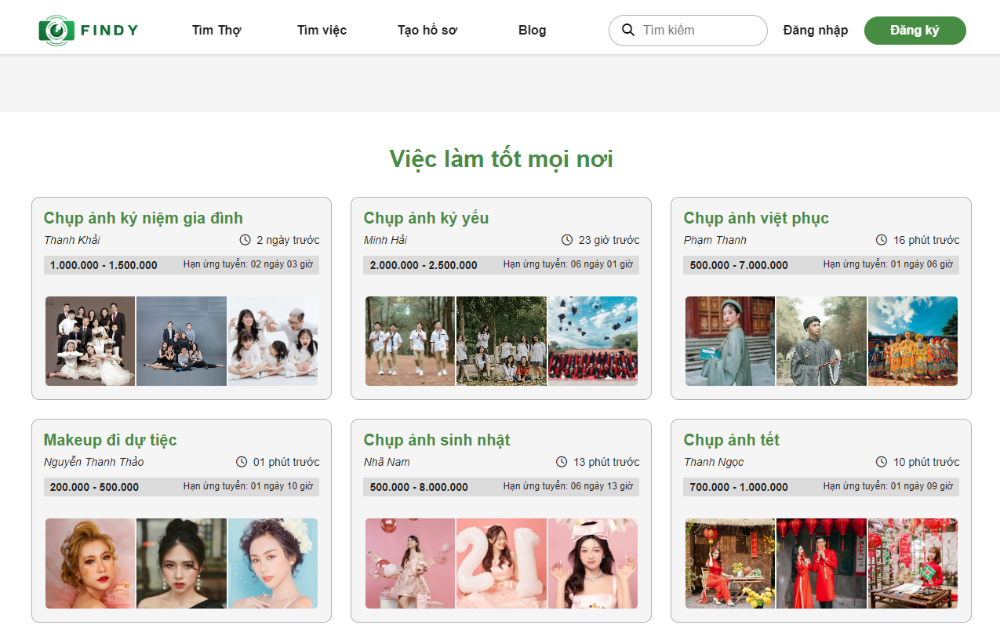 FINDY
Tìm Thợ
Tìm việc
Tạo hồ sơ
Blog
Tìm kiếm
Đăng nhập
Đăng ký
Việc làm tốt mọi nơi
Chụp ảnh kỷ niệm gia đình
Thanh Khải
2 ngày trước
1.000.000 - 1.500.000
Hạn ứng tuyển: 02 ngày 03 giờ
Chụp ảnh kỷ yếu
Minh Hải
23 giờ trước
2.000.000 - 2.500.000
Hạn ứng tuyển: 06 ngày 01 giờ
Chụp ảnh việt phục
Phạm Thanh
16 phút trước
500.000 - 7.000.000
Hạn ứng tuyển: 01 ngày 06 giờ
Makeup đi dự tiệc
Nguyễn Thanh Thảo
01 phút trước
200.000 - 500.000
Hạn ứng tuyển: 01 ngày 10 giờ
Chụp ảnh sinh nhật
Nhã Nam
13 phút trước
500.000 - 8.000.000
Hạn ứng tuyển: 06 ngày 13 giờ
21
Chụp ảnh tết
Thanh Ngọc
10 phút trước
700.000 - 1.000.000
Hạn ứng tuyển: 01 ngày 09 giờ